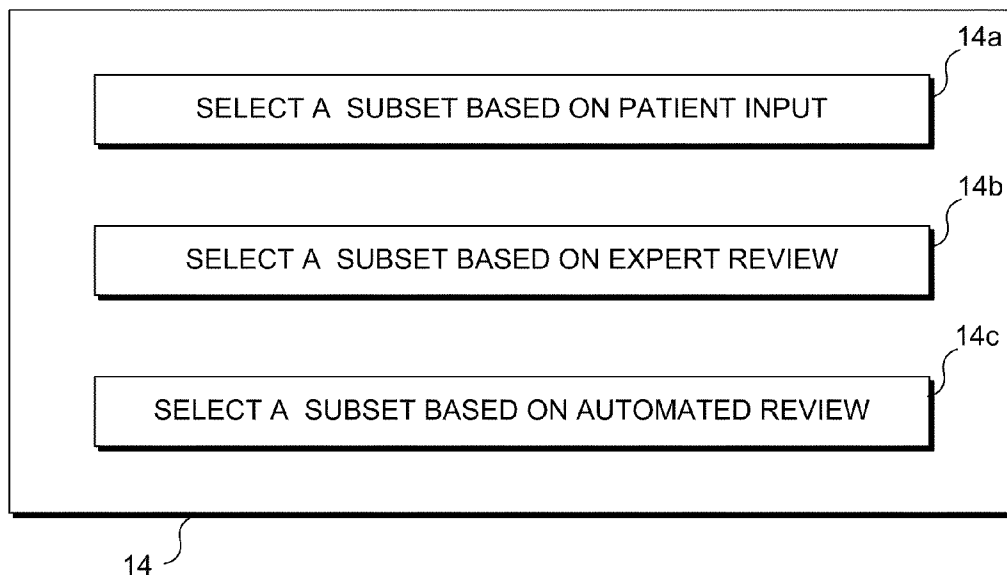 14a
SELECT A SUBSET BASED ON PATIENT INPUT
14b
SELECT A SUBSET BASED ON EXPERT REVIEW
14c
SELECT A SUBSET BASED ON AUTOMATED REVIEW
14